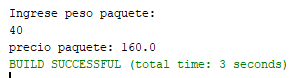 Ingrese peso paquete:
40
precio paquete: 160.0
BUILD SUCCESSFUL (total time: 3 seconds)